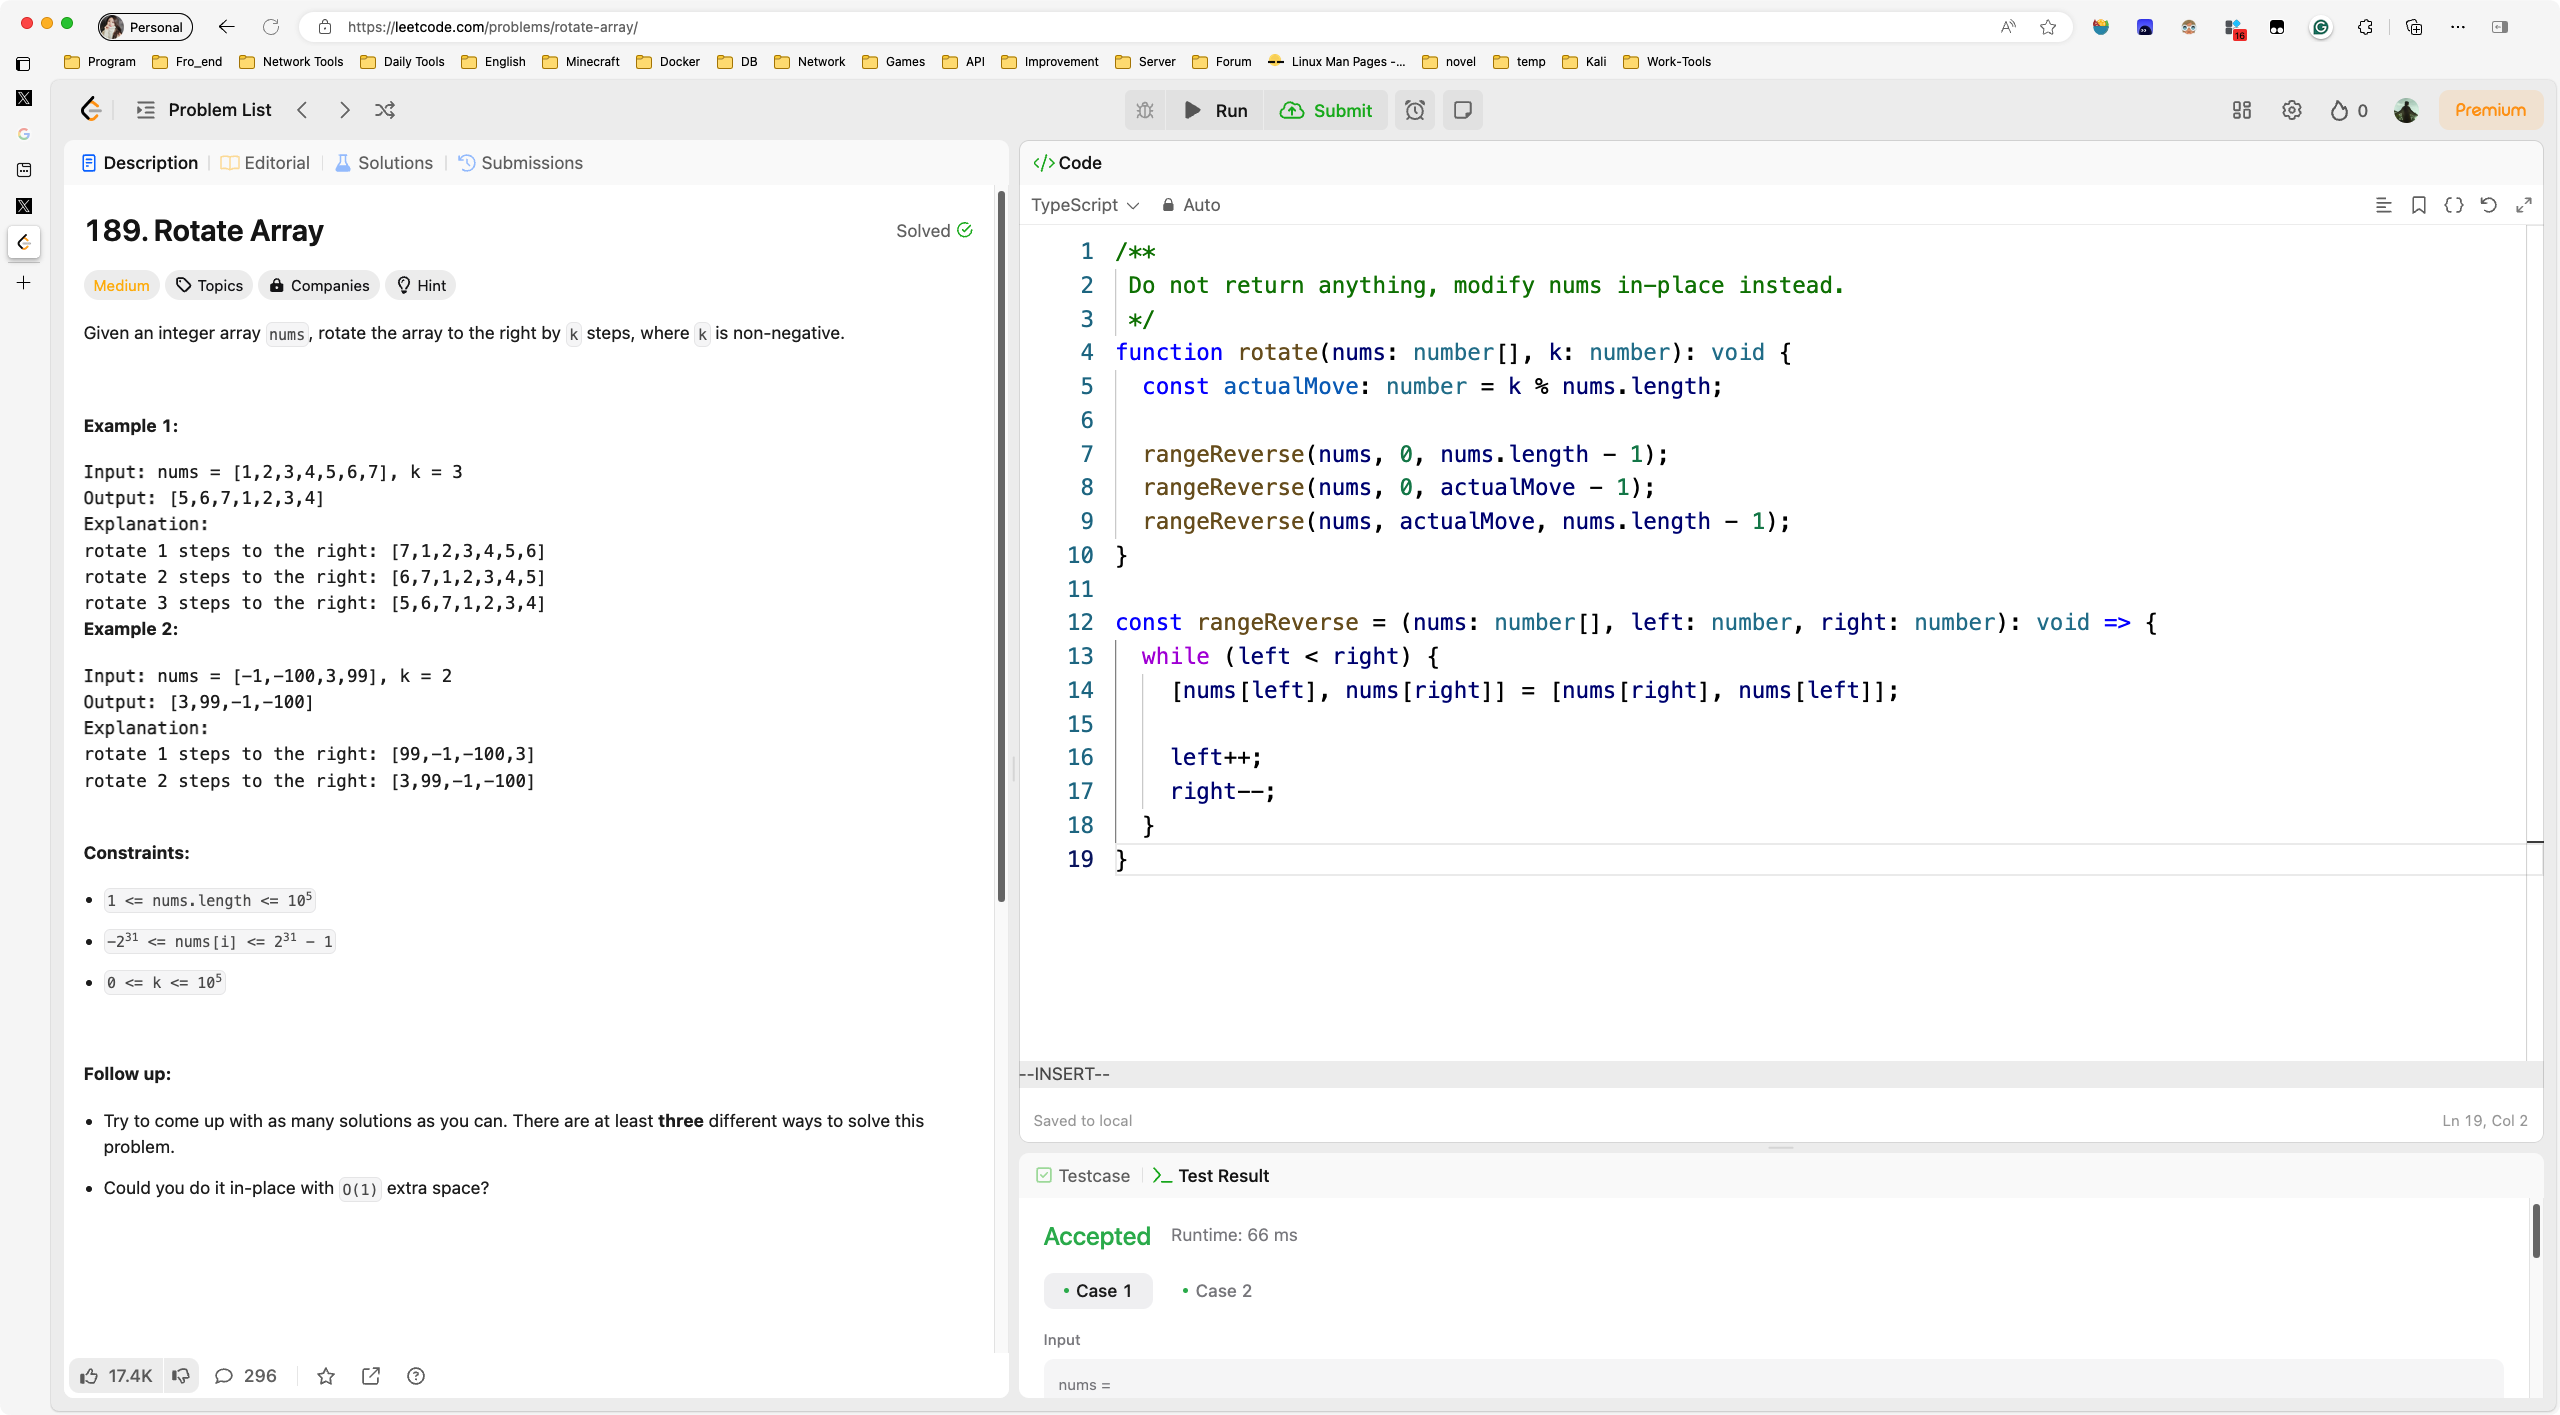 Personal
https://leetcode.com/problems/rotate-array/
16
Program Fro_end Network Tools Daily Tools English Minecraft Docker DB Network Games API Improvement Server Forum Linux Man Pages -... novel temp Kali Work-Tools
Problem List
Run Submit
0 Premium
Description Editorial Solutions Submissions
189. Rotate Array
Solved
Medium Topics Companies Hint
Given an integer array nums, rotate the array to the right by k steps, where k is non-negative.
Example 1:
Input: nums = [1,2,3,4,5,6,7], k = 3
Output: [5,6,7,1,2,3,4]
Explanation:
rotate 1 steps to the right: [7,1,2,3,4,5,6]
rotate 2 steps to the right: [6,7,1,2,3,4,5]
rotate 3 steps to the right: [5,6,7,1,2,3,4]
Example 2:
Input: nums = [-1,-100,3,99], k = 2
Output: [3,99,-1,-100]
Explanation:
rotate 1 steps to the right: [99,-1,-100,3]
rotate 2 steps to the right: [3,99,-1,-100]
Constraints:
• 1 <= nums.length <= 10⁵
• -2³¹ <= nums[i] <= 2³¹ - 1
• 0 <= k <= 10⁵
Follow up:
• Try to come up with as many solutions as you can. There are at least three different ways to solve this
problem.
• Could you do it in-place with O(1) extra space?
17.4K 296
</> Code
TypeScript Auto
1 /**
2 Do not return anything, modify nums in-place instead.
3 */
4 function rotate(nums: number[], k: number): void {
5 const actualMove: number = k % nums.length;
6
7 rangeReverse(nums, 0, nums.length - 1);
8 rangeReverse(nums, 0, actualMove - 1);
9 rangeReverse(nums, actualMove, nums.length - 1);
10 }
11
12 const rangeReverse = (nums: number[], left: number, right: number): void => {
13 while (left < right) {
14 [nums[left], nums[right]] = [nums[right], nums[left]];
15
16 left++;
17 right--;
18 }
19 }
--INSERT--
Saved to local
Ln 19, Col 2
Testcase >_ Test Result
Accepted Runtime: 66 ms
• Case 1 • Case 2
Input
nums =